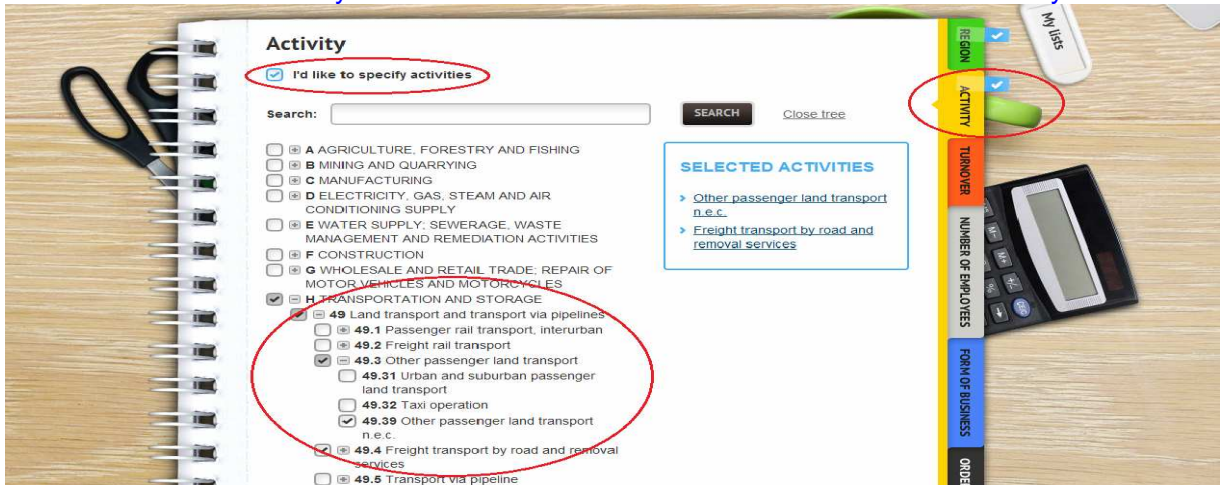 Activity
I'd like to specify activities
Search:
SEARCH
Close tree
A AGRICULTURE, FORESTRY AND FISHING
B MINING AND QUARRYING
C MANUFACTURING
D ELECTRICITY, GAS, STEAM AND AIR
CONDITIONING SUPPLY
E WATER SUPPLY; SEWERAGE, WASTE
MANAGEMENT AND REMEDIATION ACTIVITIES
F CONSTRUCTION
G WHOLESALE AND RETAIL TRADE; REPAIR OF
MOTOR VEHICLES AND MOTORCYCLES
H TRANSPORTATION AND STORAGE
49 Land transport and transport via pipelines
49.1 Passenger rail transport, interurban
49.2 Freight rail transport
49.3 Other passenger land transport
49.31 Urban and suburban passenger
land transport
49.32 Taxi operation
49.39 Other passenger land transport
n.e.c.
49.4 Freight transport by road and removal
services
49.5 Transport via pipeline
SELECTED ACTIVITIES
Other passenger land transport
n.e.c.
Freight transport by road and
removal services
REGION
ACTIVITY
TURNOVER
NUMBER OF EMPLOYEES
FORM OF BUSINESS
My lists
M-
M+
%
+/-